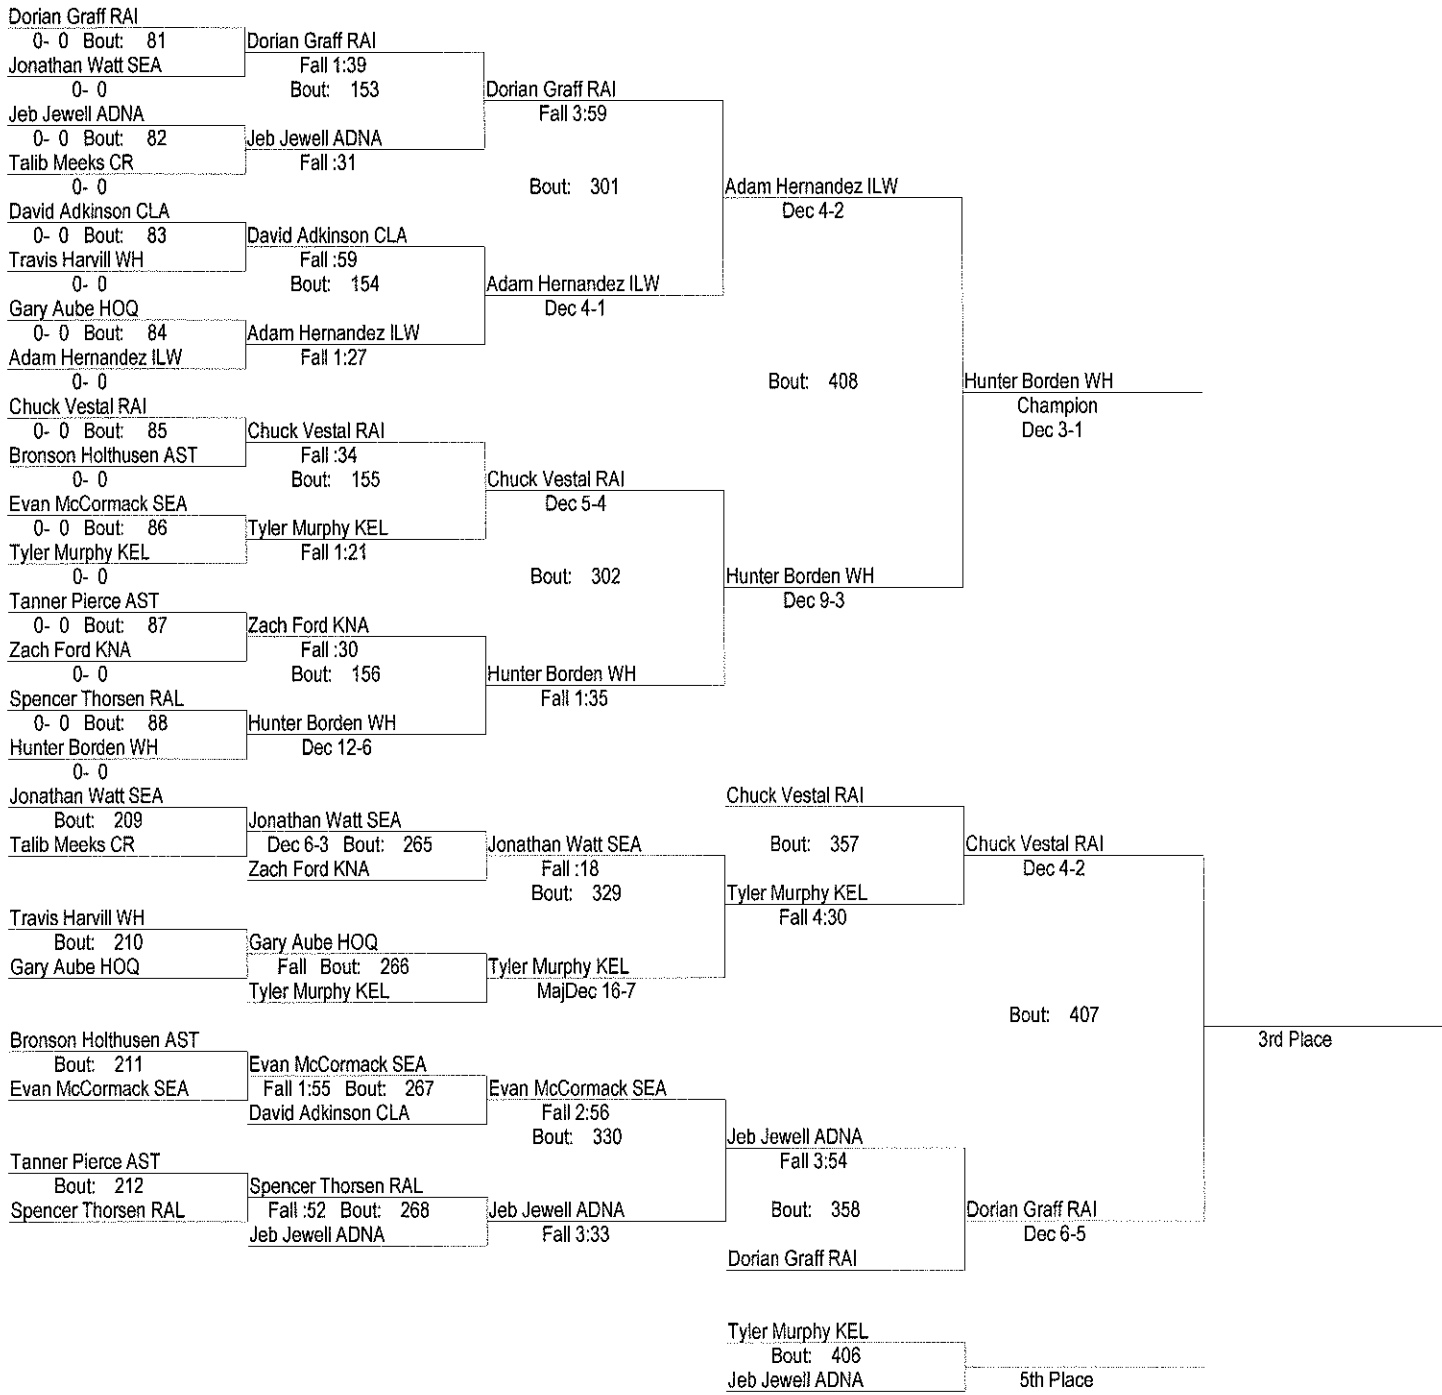 Dorian Graff RAI
0- 0 Bout: 81
Jonathan Watt SEA
0- 0
Jeb Jewell ADNA
0- 0 Bout: 82
Talib Meeks CR
0- 0
David Adkinson CLA
0- 0 Bout: 83
Travis Harvill WH
0- 0
Gary Aube HOQ
0- 0 Bout: 84
Adam Hernandez ILW
0- 0
Chuck Vestal RAI
0- 0 Bout: 85
Bronson Holthusen AST
0- 0
Evan McCormack SEA
0- 0 Bout: 86
Tyler Murphy KEL
0- 0
Tanner Pierce AST
0- 0 Bout: 87
Zach Ford KNA
0- 0
Spencer Thorsen RAL
0- 0 Bout: 88
Hunter Borden WH
0- 0
Dorian Graff RAI
Fall 1:39
Bout: 153
Jeb Jewell ADNA
Fall :31
David Adkinson CLA
Fall :59
Bout: 154
Adam Hernandez ILW
Fall 1:27
Chuck Vestal RAI
Fall :34
Bout: 155
Tyler Murphy KEL
Fall 1:21
Zach Ford KNA
Fall :30
Bout: 156
Hunter Borden WH
Dec 12-6
Dorian Graff RAI
Fall 3:59
Bout: 301
Adam Hernandez ILW
Dec 4-1
Chuck Vestal RAI
Dec 5-4
Bout: 302
Hunter Borden WH
Fall 1:35
Adam Hernandez ILW
Dec 4-2
Bout: 408
Hunter Borden WH
Dec 9-3
Hunter Borden WH
Champion
Dec 3-1
Jonathan Watt SEA
Bout: 209
Talib Meeks CR
Travis Harvill WH
Bout: 210
Gary Aube HOQ
Bronson Holthusen AST
Bout: 211
Evan McCormack SEA
Tanner Pierce AST
Bout: 212
Spencer Thorsen RAL
Jonathan Watt SEA
Dec 6-3 Bout: 265
Zach Ford KNA
Gary Aube HOQ
Fall Bout: 266
Tyler Murphy KEL
Evan McCormack SEA
Fall 1:55 Bout: 267
David Adkinson CLA
Spencer Thorsen RAL
Fall :52 Bout: 268
Jeb Jewell ADNA
Jonathan Watt SEA
Fall :18
Bout: 329
Tyler Murphy KEL
MajDec 16-7
Evan McCormack SEA
Fall 2:56
Bout: 330
Jeb Jewell ADNA
Fall 3:33
Chuck Vestal RAI
Bout: 357
Tyler Murphy KEL
Fall 4:30
Jeb Jewell ADNA
Fall 3:54
Bout: 358
Dorian Graff RAI
Chuck Vestal RAI
Dec 4-2
Bout: 407
Dorian Graff RAI
Dec 6-5
3rd Place
Tyler Murphy KEL
Bout: 406
Jeb Jewell ADNA
5th Place